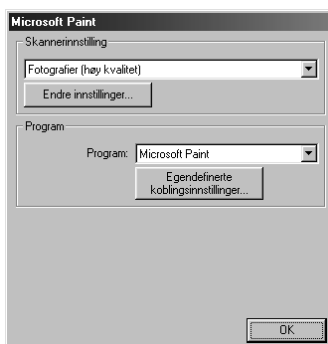 Microsoft Paint
Skannerinnstilling
Fotografier (høy kvalitet)
Endre innstillinger...
Program
Program: Microsoft Paint
Egendefinerte
koblingsinnstillinger...
OK